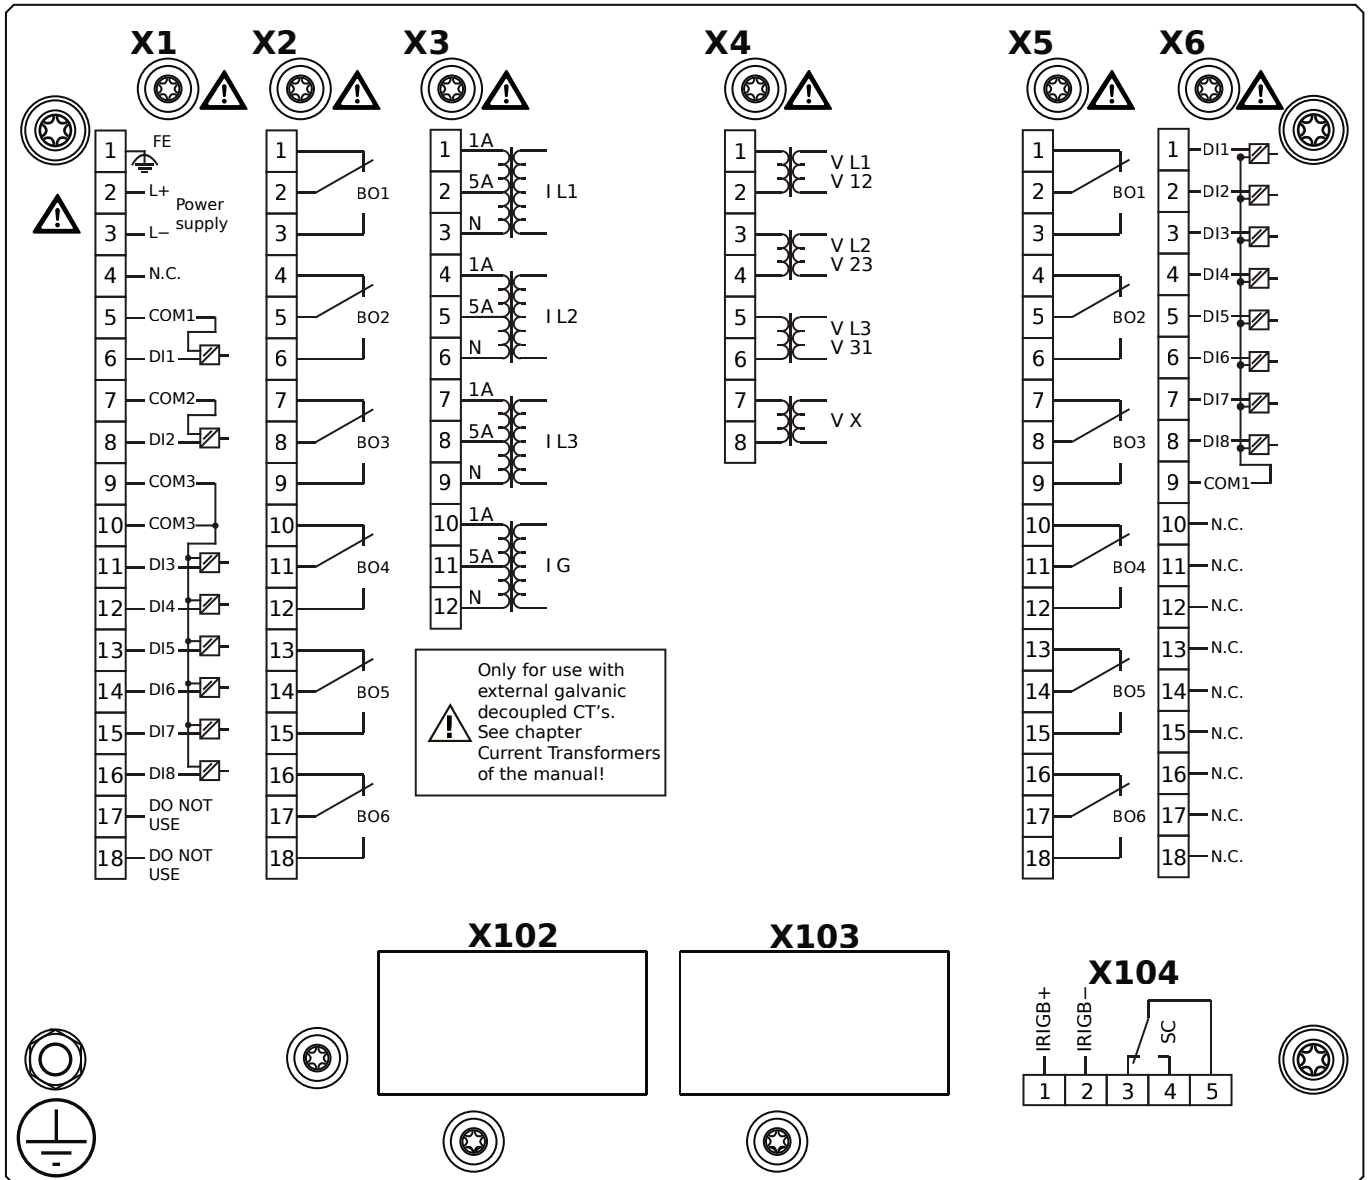 X1 X2 X3 X4 X5 X6
1 FE
2 L+
Power
supply
3 L−
4 N.C.
5 COM1
6 DI1
7 COM2
8 DI2
9 COM3
10 COM3
11 DI3
12 DI4
13 DI5
14 DI6
15 DI7
16 DI8
17 DO NOT
USE
18 DO NOT
USE
1
2 BO1
3
4
5 BO2
6
7
8 BO3
9
10
11 BO4
12
13
14 BO5
15
16
17 BO6
18
1 1A
2 5A I L1
3 N
4 1A
5 5A I L2
6 N
7 1A
8 5A I L3
9 N
10 1A
11 5A I G
12 N
Only for use with
external galvanic
decoupled CT's.
See chapter
Current Transformers
of the manual!
1 V L1
2 V 12
3 V L2
4 V 23
5 V L3
6 V 31
7 V X
8
1
2 BO1
3
4
5 BO2
6
7
8 BO3
9
10
11 BO4
12
13
14 BO5
15
16
17 BO6
18
1 DI1
2 DI2
3 DI3
4 DI4
5 DI5
6 DI6
7 DI7
8 DI8
9 COM1
10 N.C.
11 N.C.
12 N.C.
13 N.C.
14 N.C.
15 N.C.
16 N.C.
17 N.C.
18 N.C.
X102
X103
X104
IRIGB+
IRIGB−
SC
1 2 3 4 5